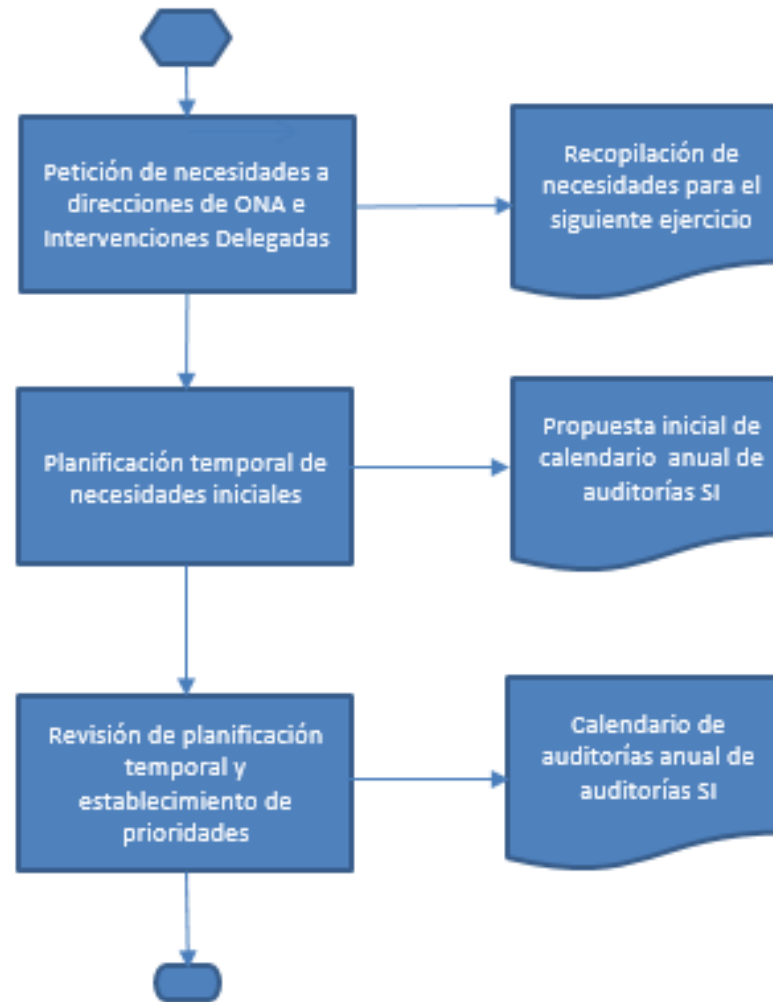 Petición de necesidades a
direcciones de ONA e
Intervenciones Delegadas
Recopilación de
necesidades para el
siguiente ejercicio
Planificación temporal de
necesidades iniciales
Propuesta inicial de
calendario anual de
auditorías SI
Revisión de planificación
temporal y
establecimiento de
prioridades
Calendario de
auditorías anual de
auditorías SI